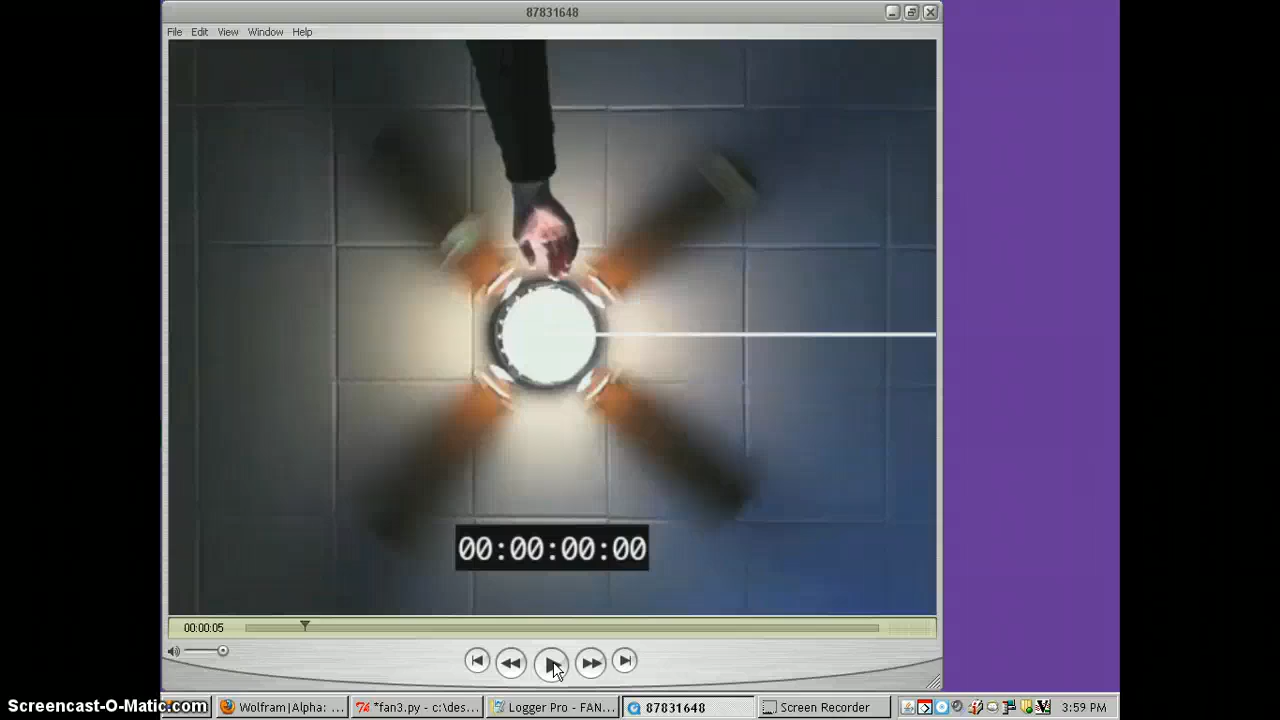 87831648
File Edit View Window Help
00:00:00:00
00:00:05
Screencast-O-Matic.com
Wolfram|Alpha: ...
*fan3.py - c:\des...
Logger Pro - FAN...
87831648
Screen Recorder
3:59 PM